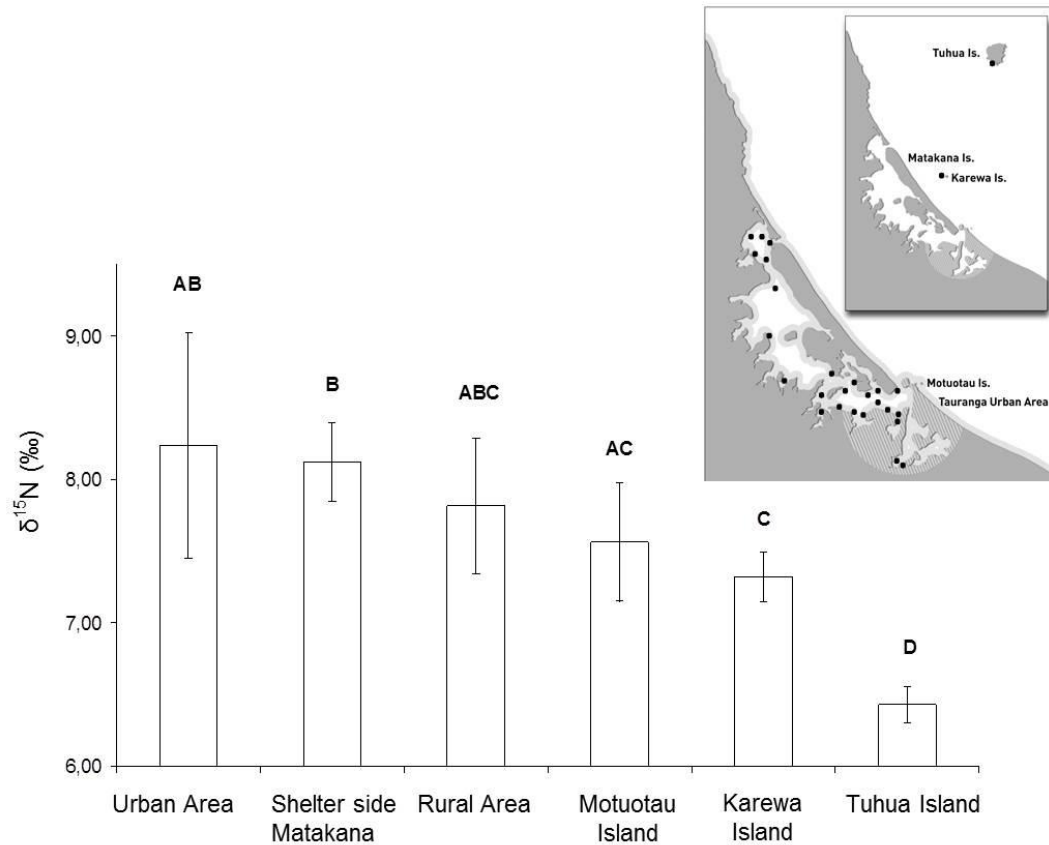 Tuhua Is.
Matakana Is.
Karewa Is.
Motuotau Is.
Tauranga Urban Area
δ¹⁵N (‰)
9,00
8,00
7,00
6,00
AB
B
ABC
AC
C
D
Urban Area
Shelter side
Matakana
Rural Area
Motuotau
Island
Karewa
Island
Tuhua Island